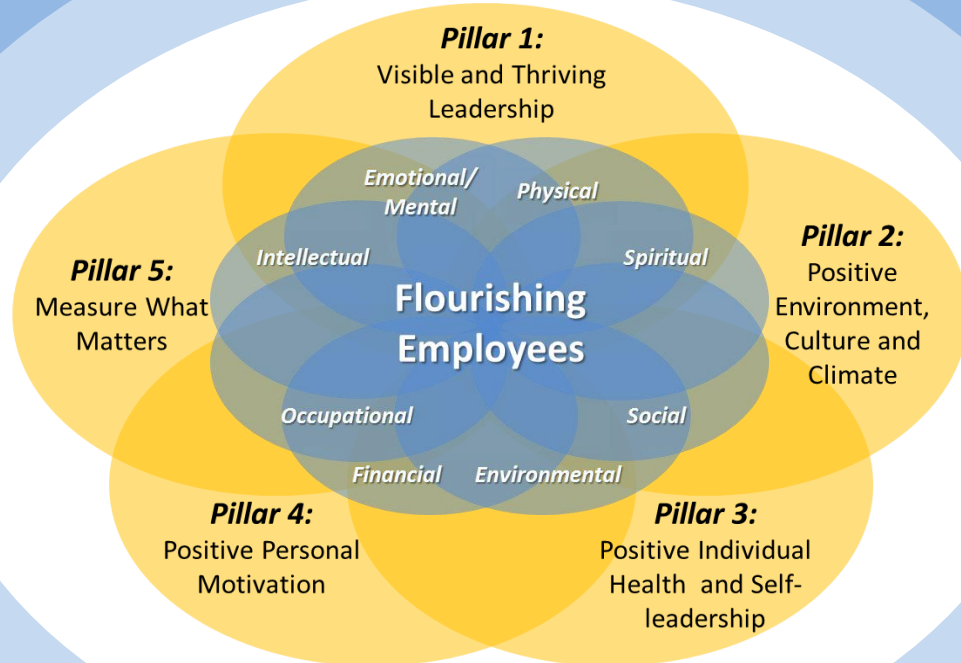 Pillar 1:
Visible and Thriving
Leadership
Emotional/
Mental
Physical
Intellectual
Spiritual
Pillar 2:
Positive
Environment,
Culture and
Climate
Pillar 5:
Measure What
Matters
Flourishing
Employees
Occupational
Social
Financial
Environmental
Pillar 4:
Positive Personal
Motivation
Pillar 3:
Positive Individual
Health and Self-
leadership